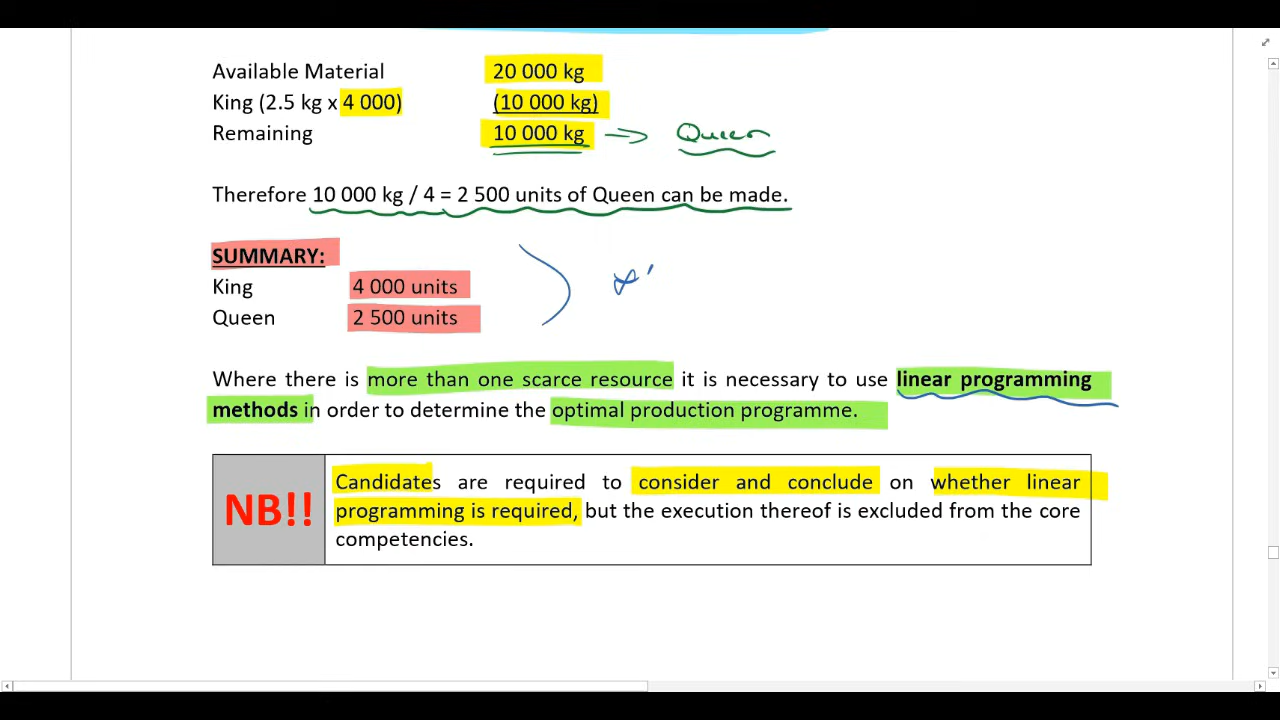 Available Material 20 000 kg
King (2.5 kg x 4 000) (10 000 kg)
Remaining 10 000 kg → Queen
Therefore 10 000 kg / 4 = 2 500 units of Queen can be made.
SUMMARY:
King 4 000 units
Queen 2 500 units
Where there is more than one scarce resource it is necessary to use linear programming
methods in order to determine the optimal production programme.
NB!!
Candidates are required to consider and conclude on whether linear
programming is required, but the execution thereof is excluded from the core
competencies.